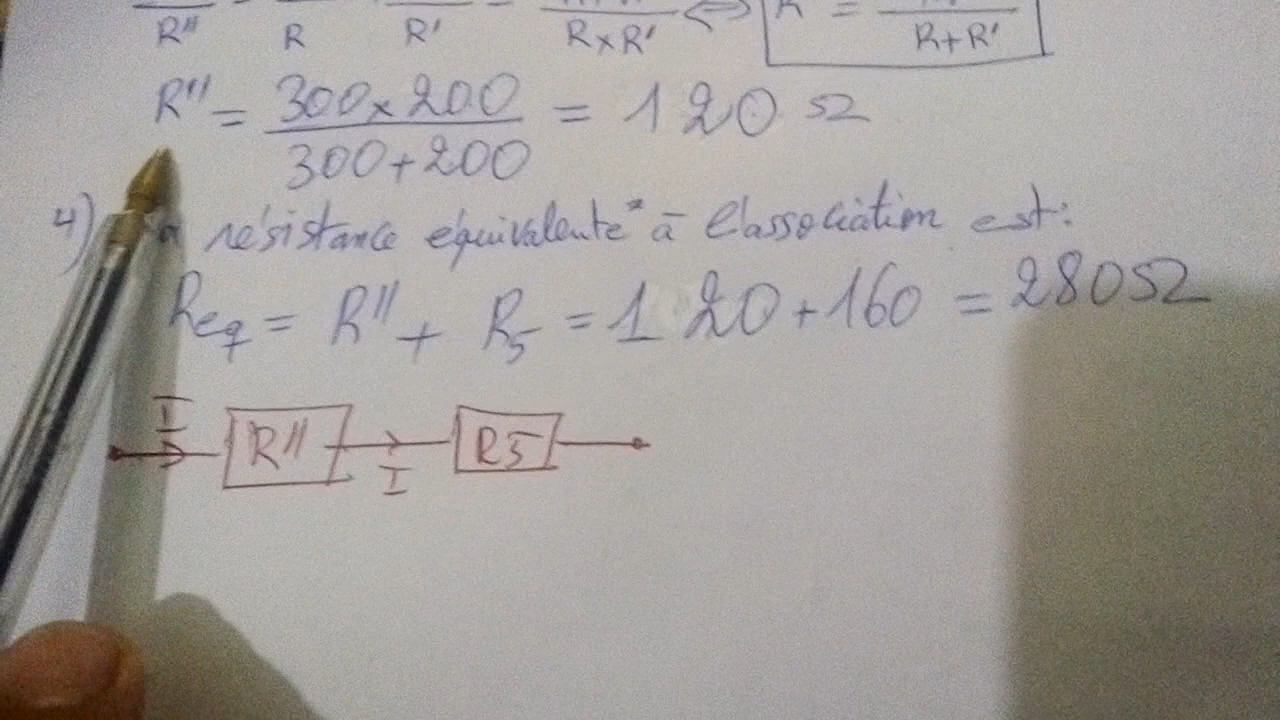 R'' R R' R×R' ⇔ R+R'
R'' = 300×200 / 300+200 = 120 Ω
4) résistance équivalente à l'association est:
Req = R'' + R5 = 120 + 160 = 280 Ω
I R'' I R5